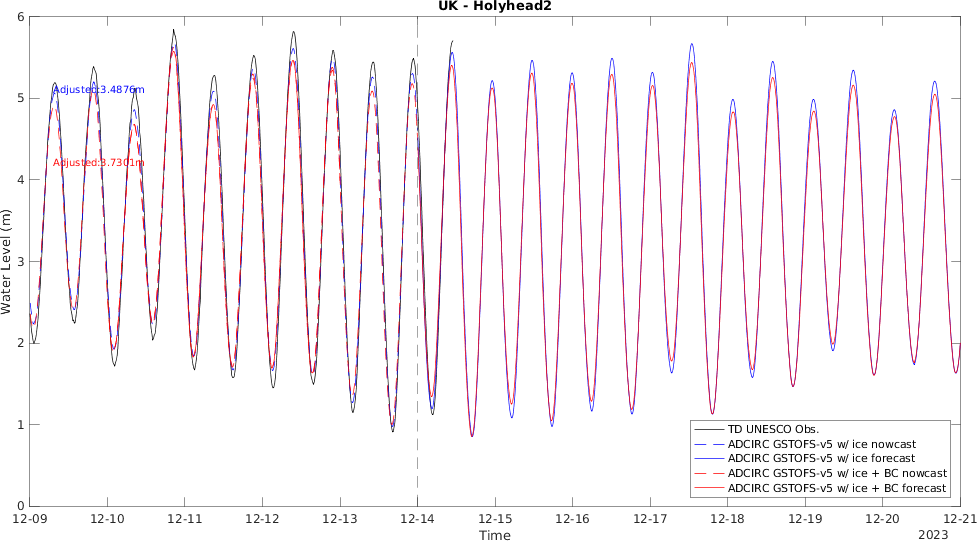 UK - Holyhead2
Water Level (m)
6
5
4
3
2
1
0
Adjusted:3.4876m
Adjusted:3.7301m
TD UNESCO Obs.
ADCIRC GSTOFS-v5 w/ ice nowcast
ADCIRC GSTOFS-v5 w/ ice forecast
ADCIRC GSTOFS-v5 w/ ice + BC nowcast
ADCIRC GSTOFS-v5 w/ ice + BC forecast
12-09 12-10 12-11 12-12 12-13 12-14 12-15 12-16 12-17 12-18 12-19 12-20 12-21
Time
2023